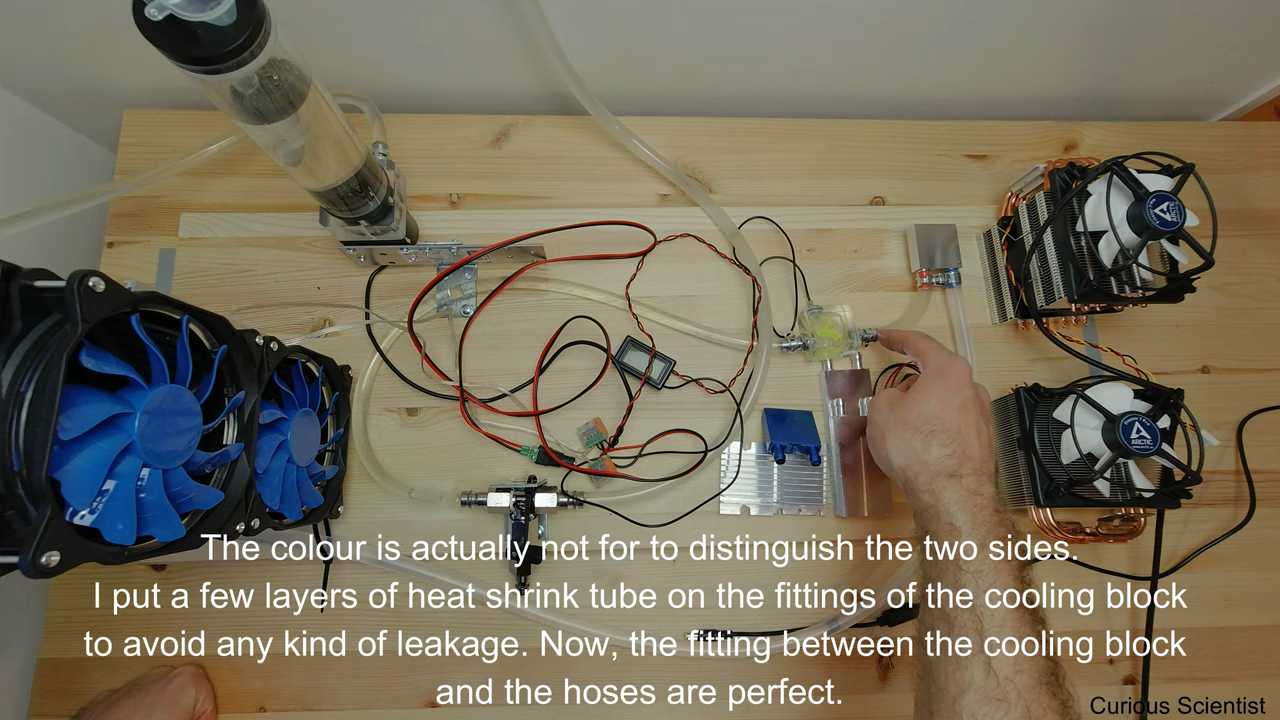 ARCTIC
ARCTIC
The colour is actually not for to distinguish the two sides.
I put a few layers of heat shrink tube on the fittings of the cooling block
to avoid any kind of leakage. Now, the fitting between the cooling block
and the hoses are perfect.
Curious Scientist